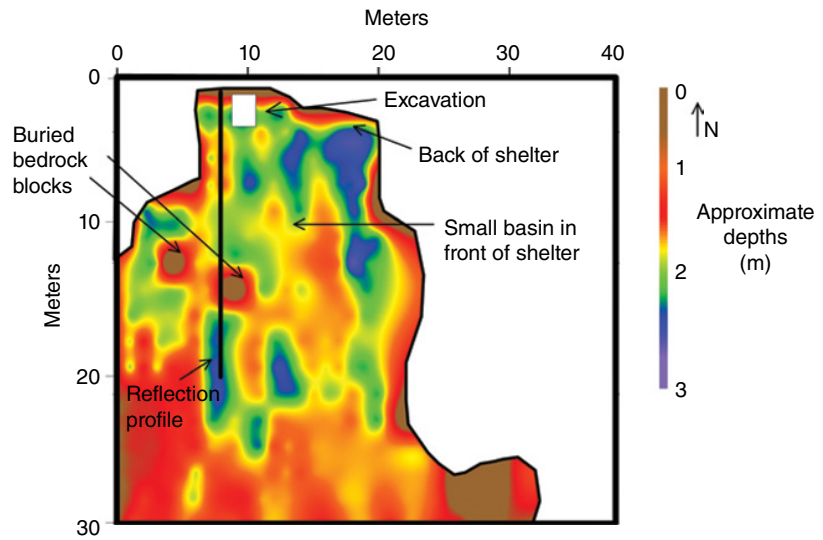 Meters
0 10 20 30 40
0
10
20
30
Meters
Excavation
Back of shelter
Small basin in
front of shelter
Buried
bedrock
blocks
Reflection
profile
0
1
2
3
N
Approximate
depths
(m)